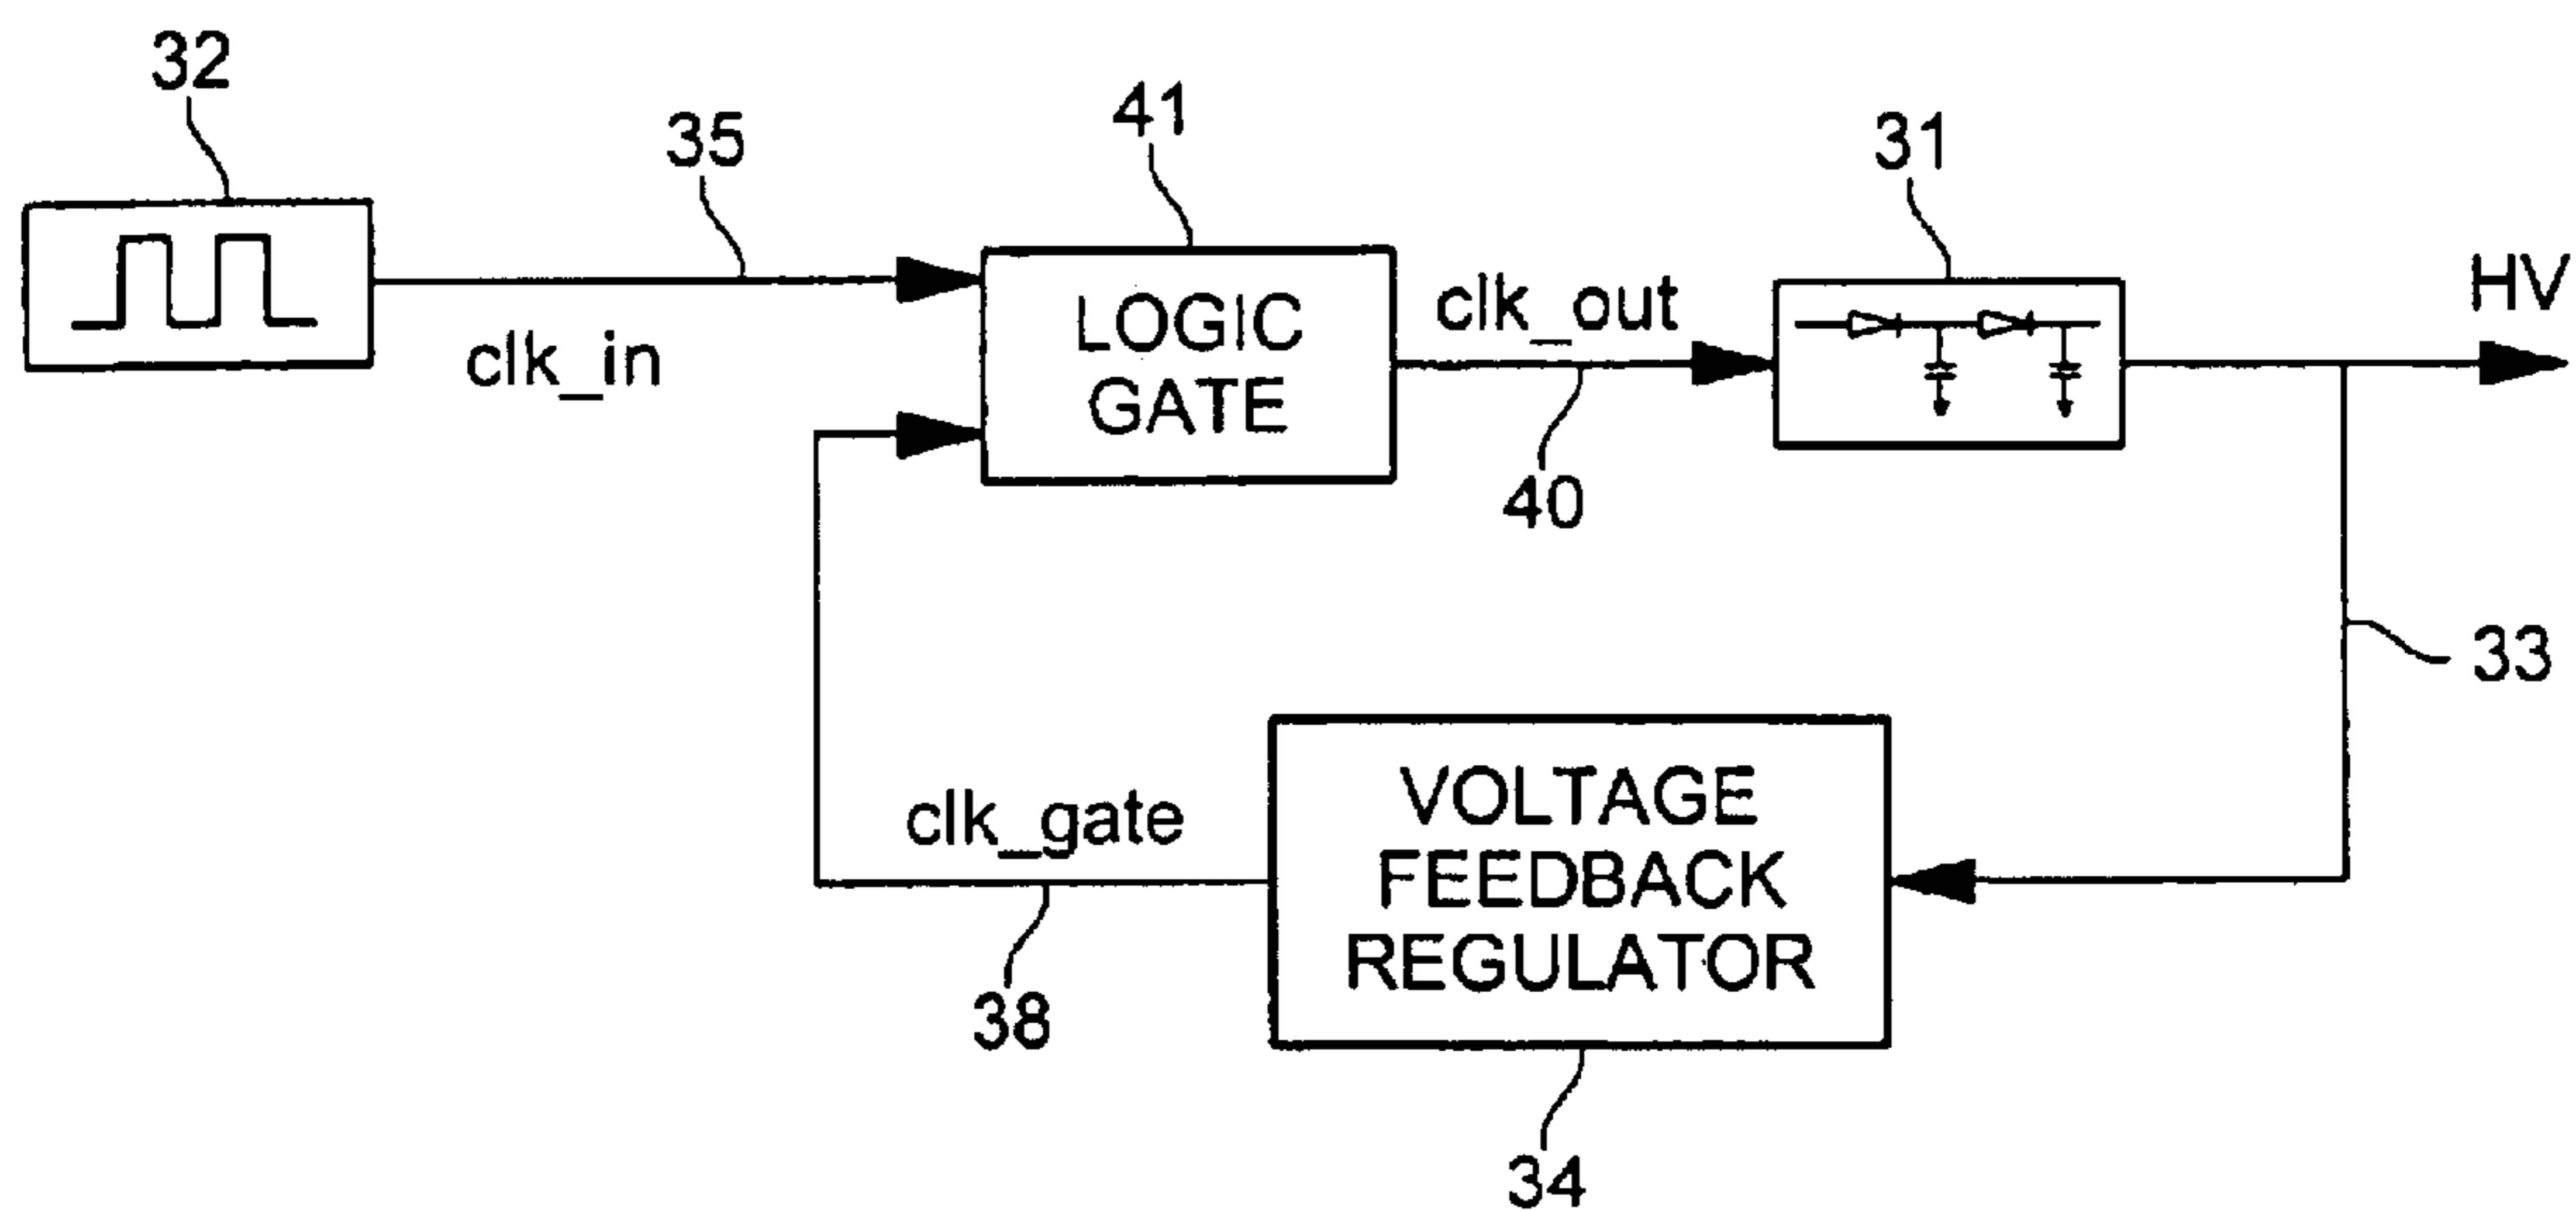 32
35
41
31
clk_in
LOGIC
GATE
clk_out
HV
40
33
clk_gate
38
VOLTAGE
FEEDBACK
REGULATOR
34